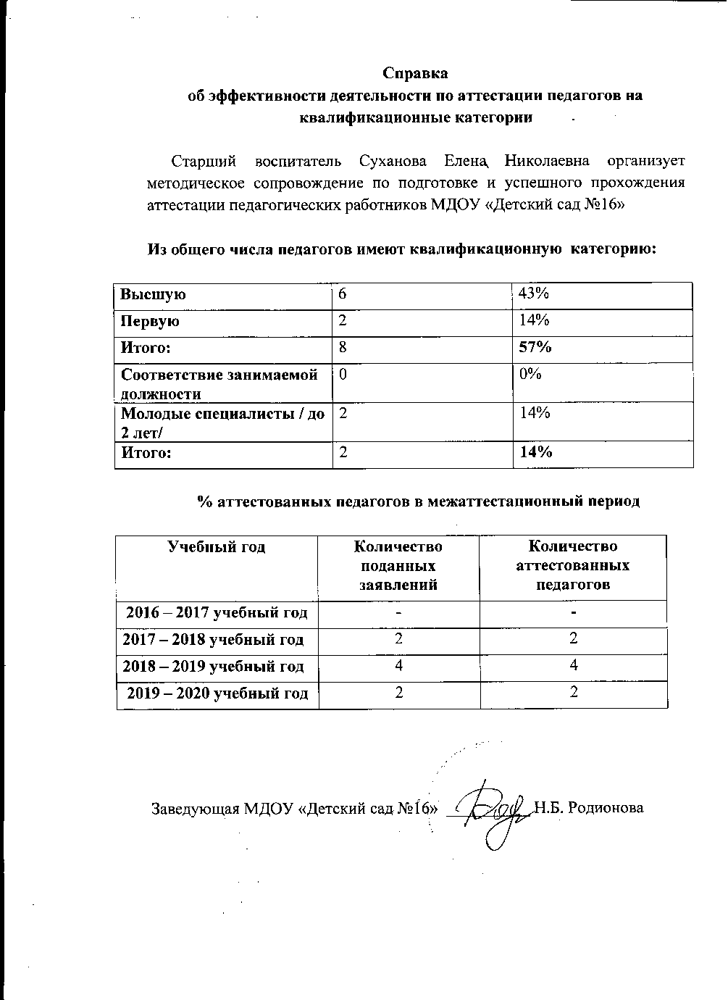 Справка
об эффективности деятельности по аттестации педагогов на
квалификационные категории
Старший воспитатель Суханова Елена Николаевна организует
методическое сопровождение по подготовке и успешного прохождения
аттестации педагогических работников МДОУ «Детский сад №16»
Из общего числа педагогов имеют квалификационную категорию:
Высшую 6 43%
Первую 2 14%
Итого: 8 57%
Соответствие занимаемой 0 0%
должности
Молодые специалисты / до 2 14%
2 лет/
Итого: 2 14%
% аттестованных педагогов в межаттестационный период
Учебный год Количество Количество
поданных аттестованных
заявлений педагогов
2016 – 2017 учебный год - -
2017 – 2018 учебный год 2 2
2018 – 2019 учебный год 4 4
2019 – 2020 учебный год 2 2
Заведующая МДОУ «Детский сад №16» Н.Б. Родионова